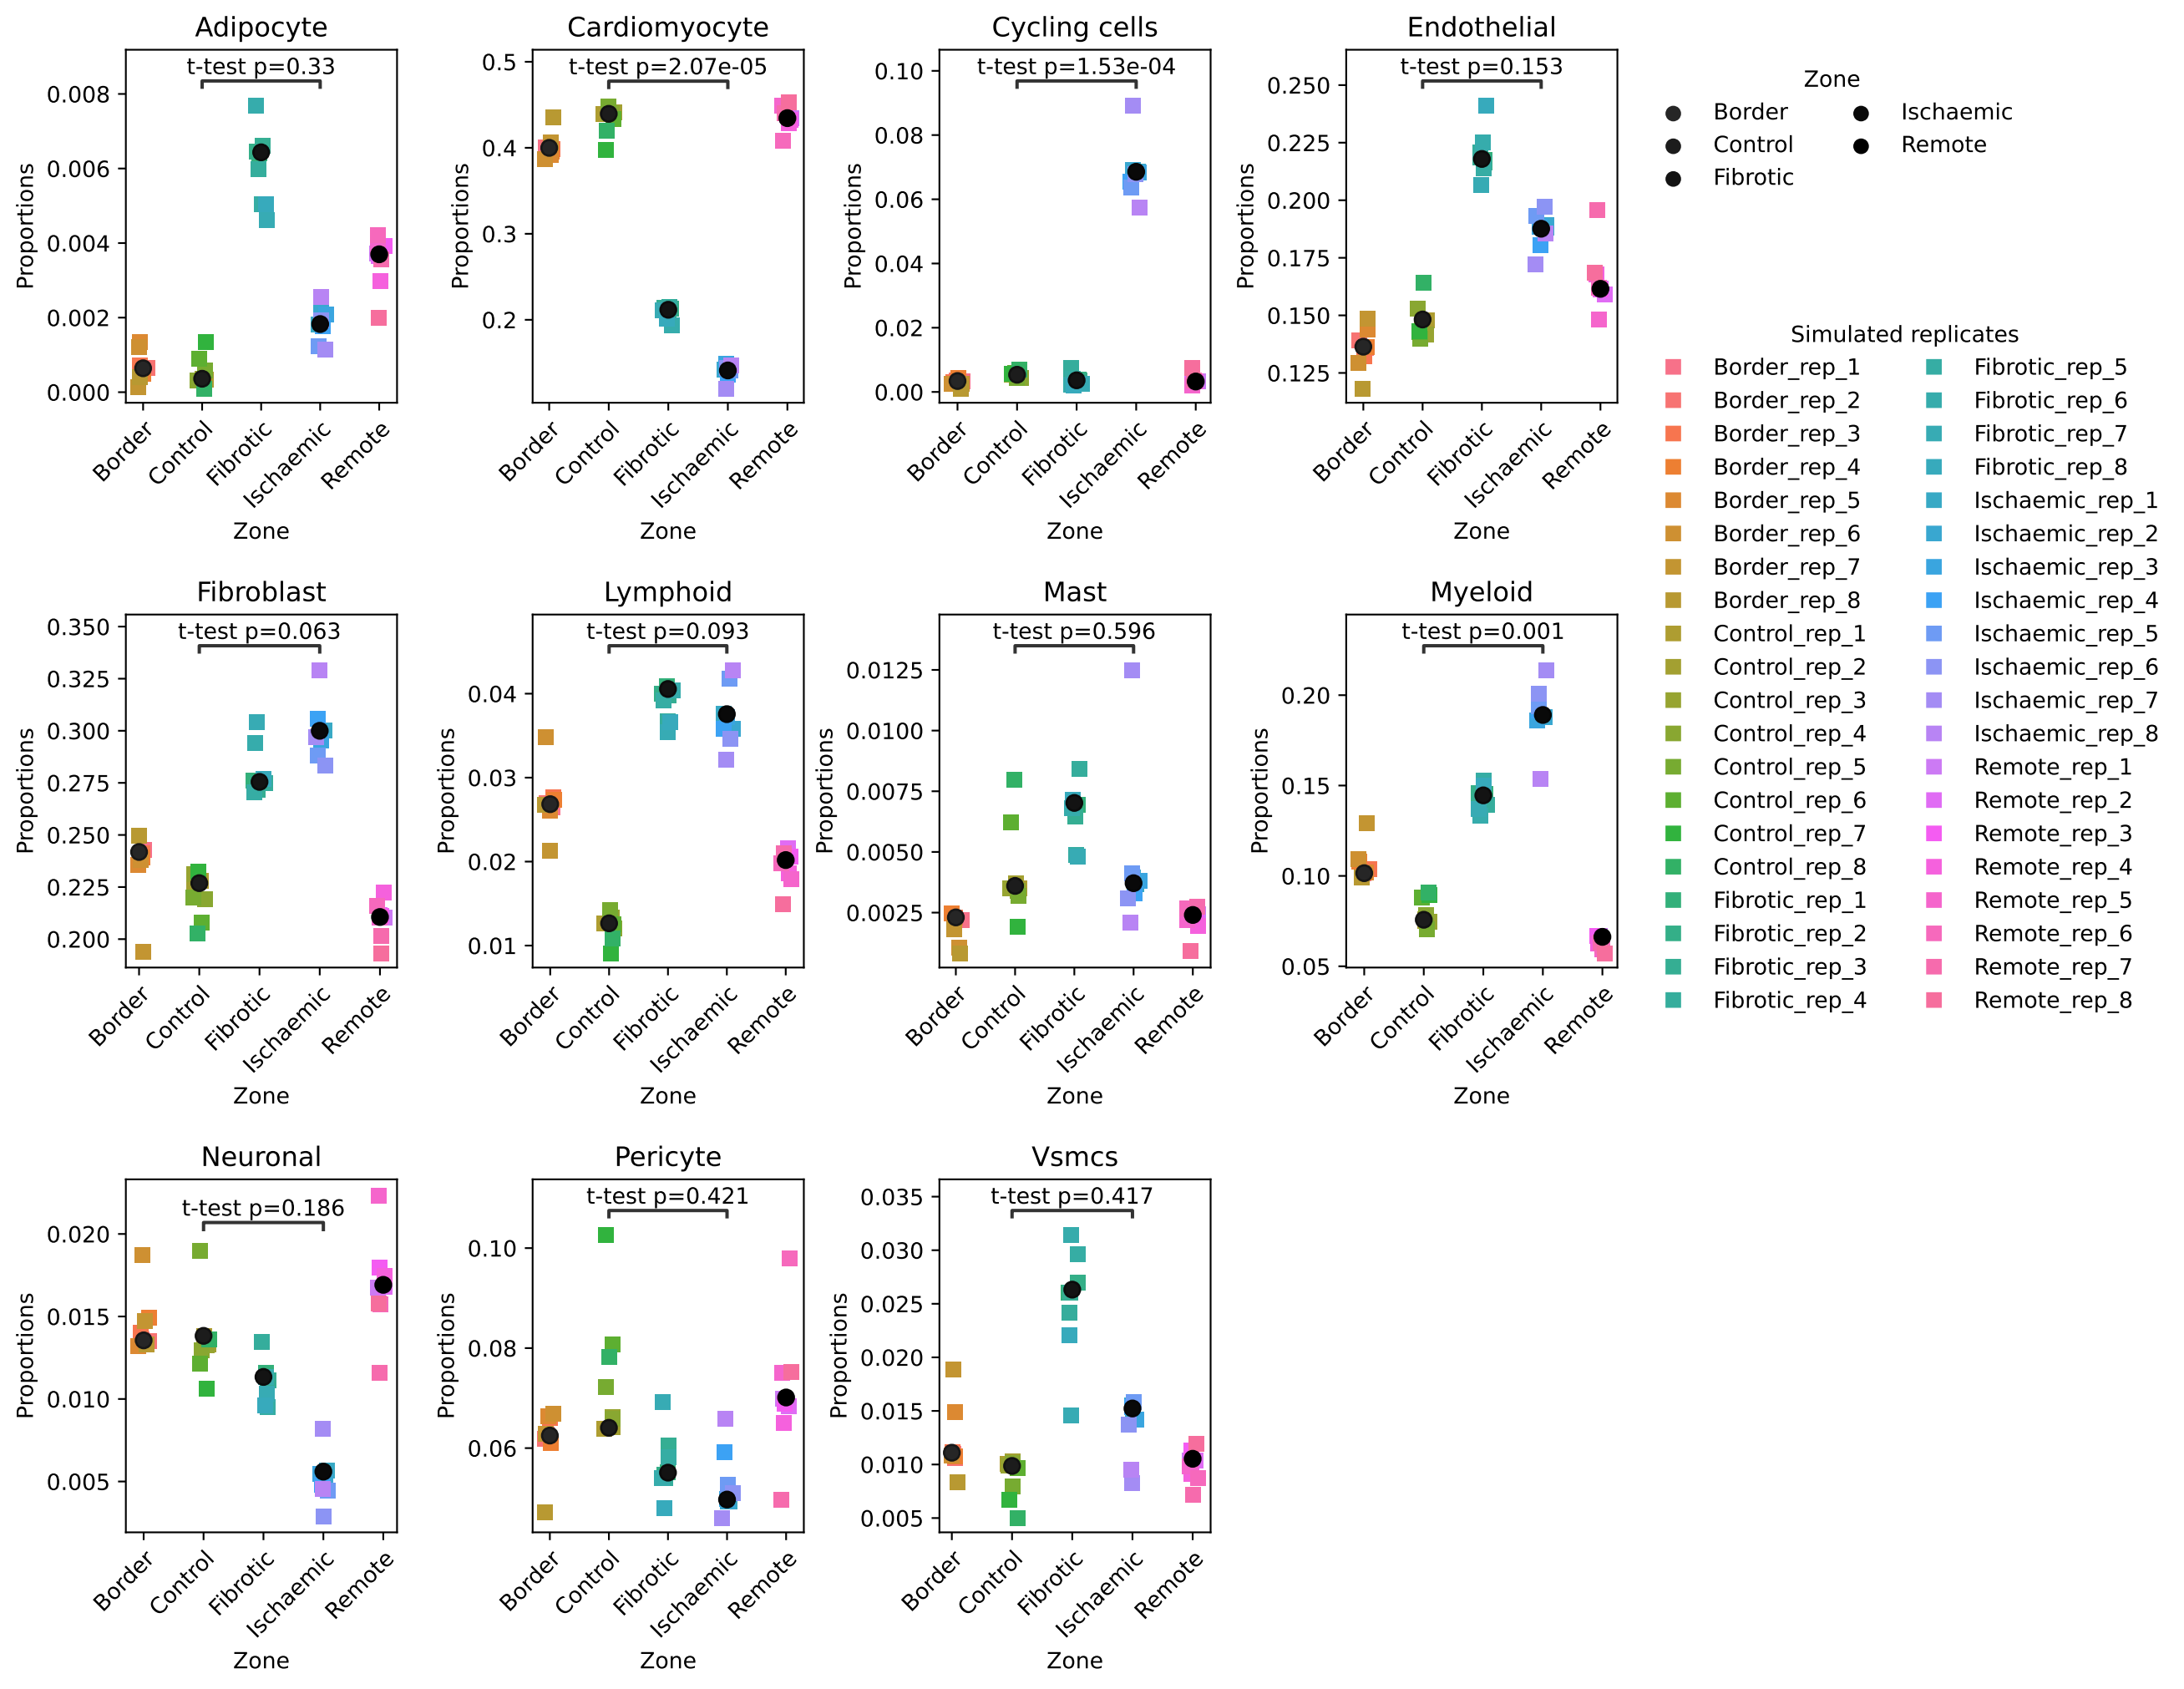 Adipocyte
t-test p=0.33
Proportions
0.008
0.006
0.004
0.002
0.000
Border
Control
Fibrotic
Ischaemic
Remote
Zone
Cardiomyocyte
t-test p=2.07e-05
Proportions
0.5
0.4
0.3
0.2
Border
Control
Fibrotic
Ischaemic
Remote
Zone
Cycling cells
t-test p=1.53e-04
Proportions
0.10
0.08
0.06
0.04
0.02
0.00
Border
Control
Fibrotic
Ischaemic
Remote
Zone
Endothelial
t-test p=0.153
Proportions
0.250
0.225
0.200
0.175
0.150
0.125
Border
Control
Fibrotic
Ischaemic
Remote
Zone
Zone
Border
Control
Fibrotic
Ischaemic
Remote
Fibroblast
t-test p=0.063
Proportions
0.350
0.325
0.300
0.275
0.250
0.225
0.200
Border
Control
Fibrotic
Ischaemic
Remote
Zone
Lymphoid
t-test p=0.093
Proportions
0.04
0.03
0.02
0.01
Border
Control
Fibrotic
Ischaemic
Remote
Zone
Mast
t-test p=0.596
Proportions
0.0125
0.0100
0.0075
0.0050
0.0025
Border
Control
Fibrotic
Ischaemic
Remote
Zone
Myeloid
t-test p=0.001
Proportions
0.20
0.15
0.10
0.05
Border
Control
Fibrotic
Ischaemic
Remote
Zone
Simulated replicates
Border_rep_1
Border_rep_2
Border_rep_3
Border_rep_4
Border_rep_5
Border_rep_6
Border_rep_7
Border_rep_8
Control_rep_1
Control_rep_2
Control_rep_3
Control_rep_4
Control_rep_5
Control_rep_6
Control_rep_7
Control_rep_8
Fibrotic_rep_1
Fibrotic_rep_2
Fibrotic_rep_3
Fibrotic_rep_4
Fibrotic_rep_5
Fibrotic_rep_6
Fibrotic_rep_7
Fibrotic_rep_8
Ischaemic_rep_1
Ischaemic_rep_2
Ischaemic_rep_3
Ischaemic_rep_4
Ischaemic_rep_5
Ischaemic_rep_6
Ischaemic_rep_7
Ischaemic_rep_8
Remote_rep_1
Remote_rep_2
Remote_rep_3
Remote_rep_4
Remote_rep_5
Remote_rep_6
Remote_rep_7
Remote_rep_8
Neuronal
t-test p=0.186
Proportions
0.020
0.015
0.010
0.005
Border
Control
Fibrotic
Ischaemic
Remote
Zone
Pericyte
t-test p=0.421
Proportions
0.10
0.08
0.06
Border
Control
Fibrotic
Ischaemic
Remote
Zone
Vsmcs
t-test p=0.417
Proportions
0.035
0.030
0.025
0.020
0.015
0.010
0.005
Border
Control
Fibrotic
Ischaemic
Remote
Zone